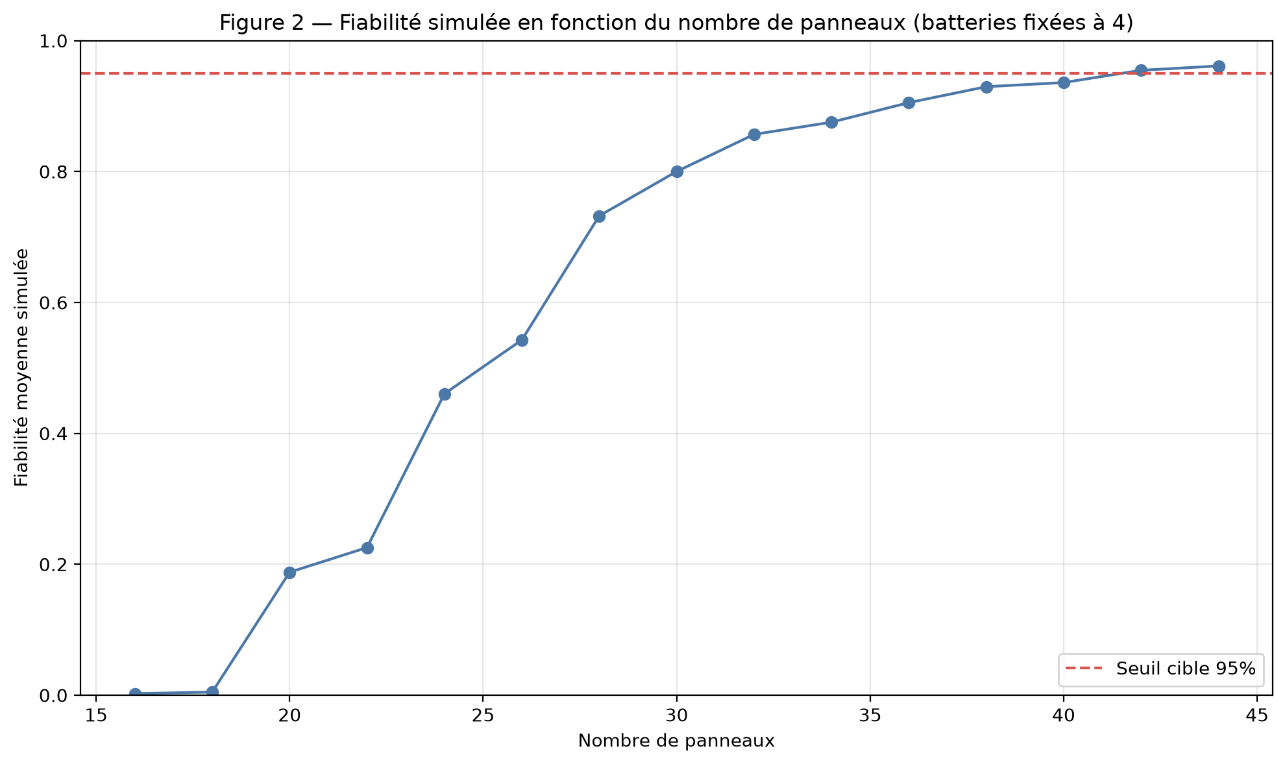 Figure 2 — Fiabilité simulée en fonction du nombre de panneaux (batteries fixées à 4)
Fiabilité moyenne simulée
1.0
0.8
0.6
0.4
0.2
0.0
Seuil cible 95%
15 20 25 30 35 40 45
Nombre de panneaux